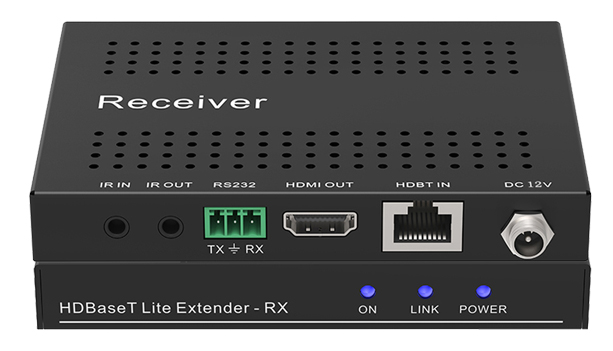 Receiver
IR IN IR OUT RS232 HDMI OUT HDBT IN DC 12V
TX ⏚ RX
HDBaseT Lite Extender - RX
ON LINK POWER